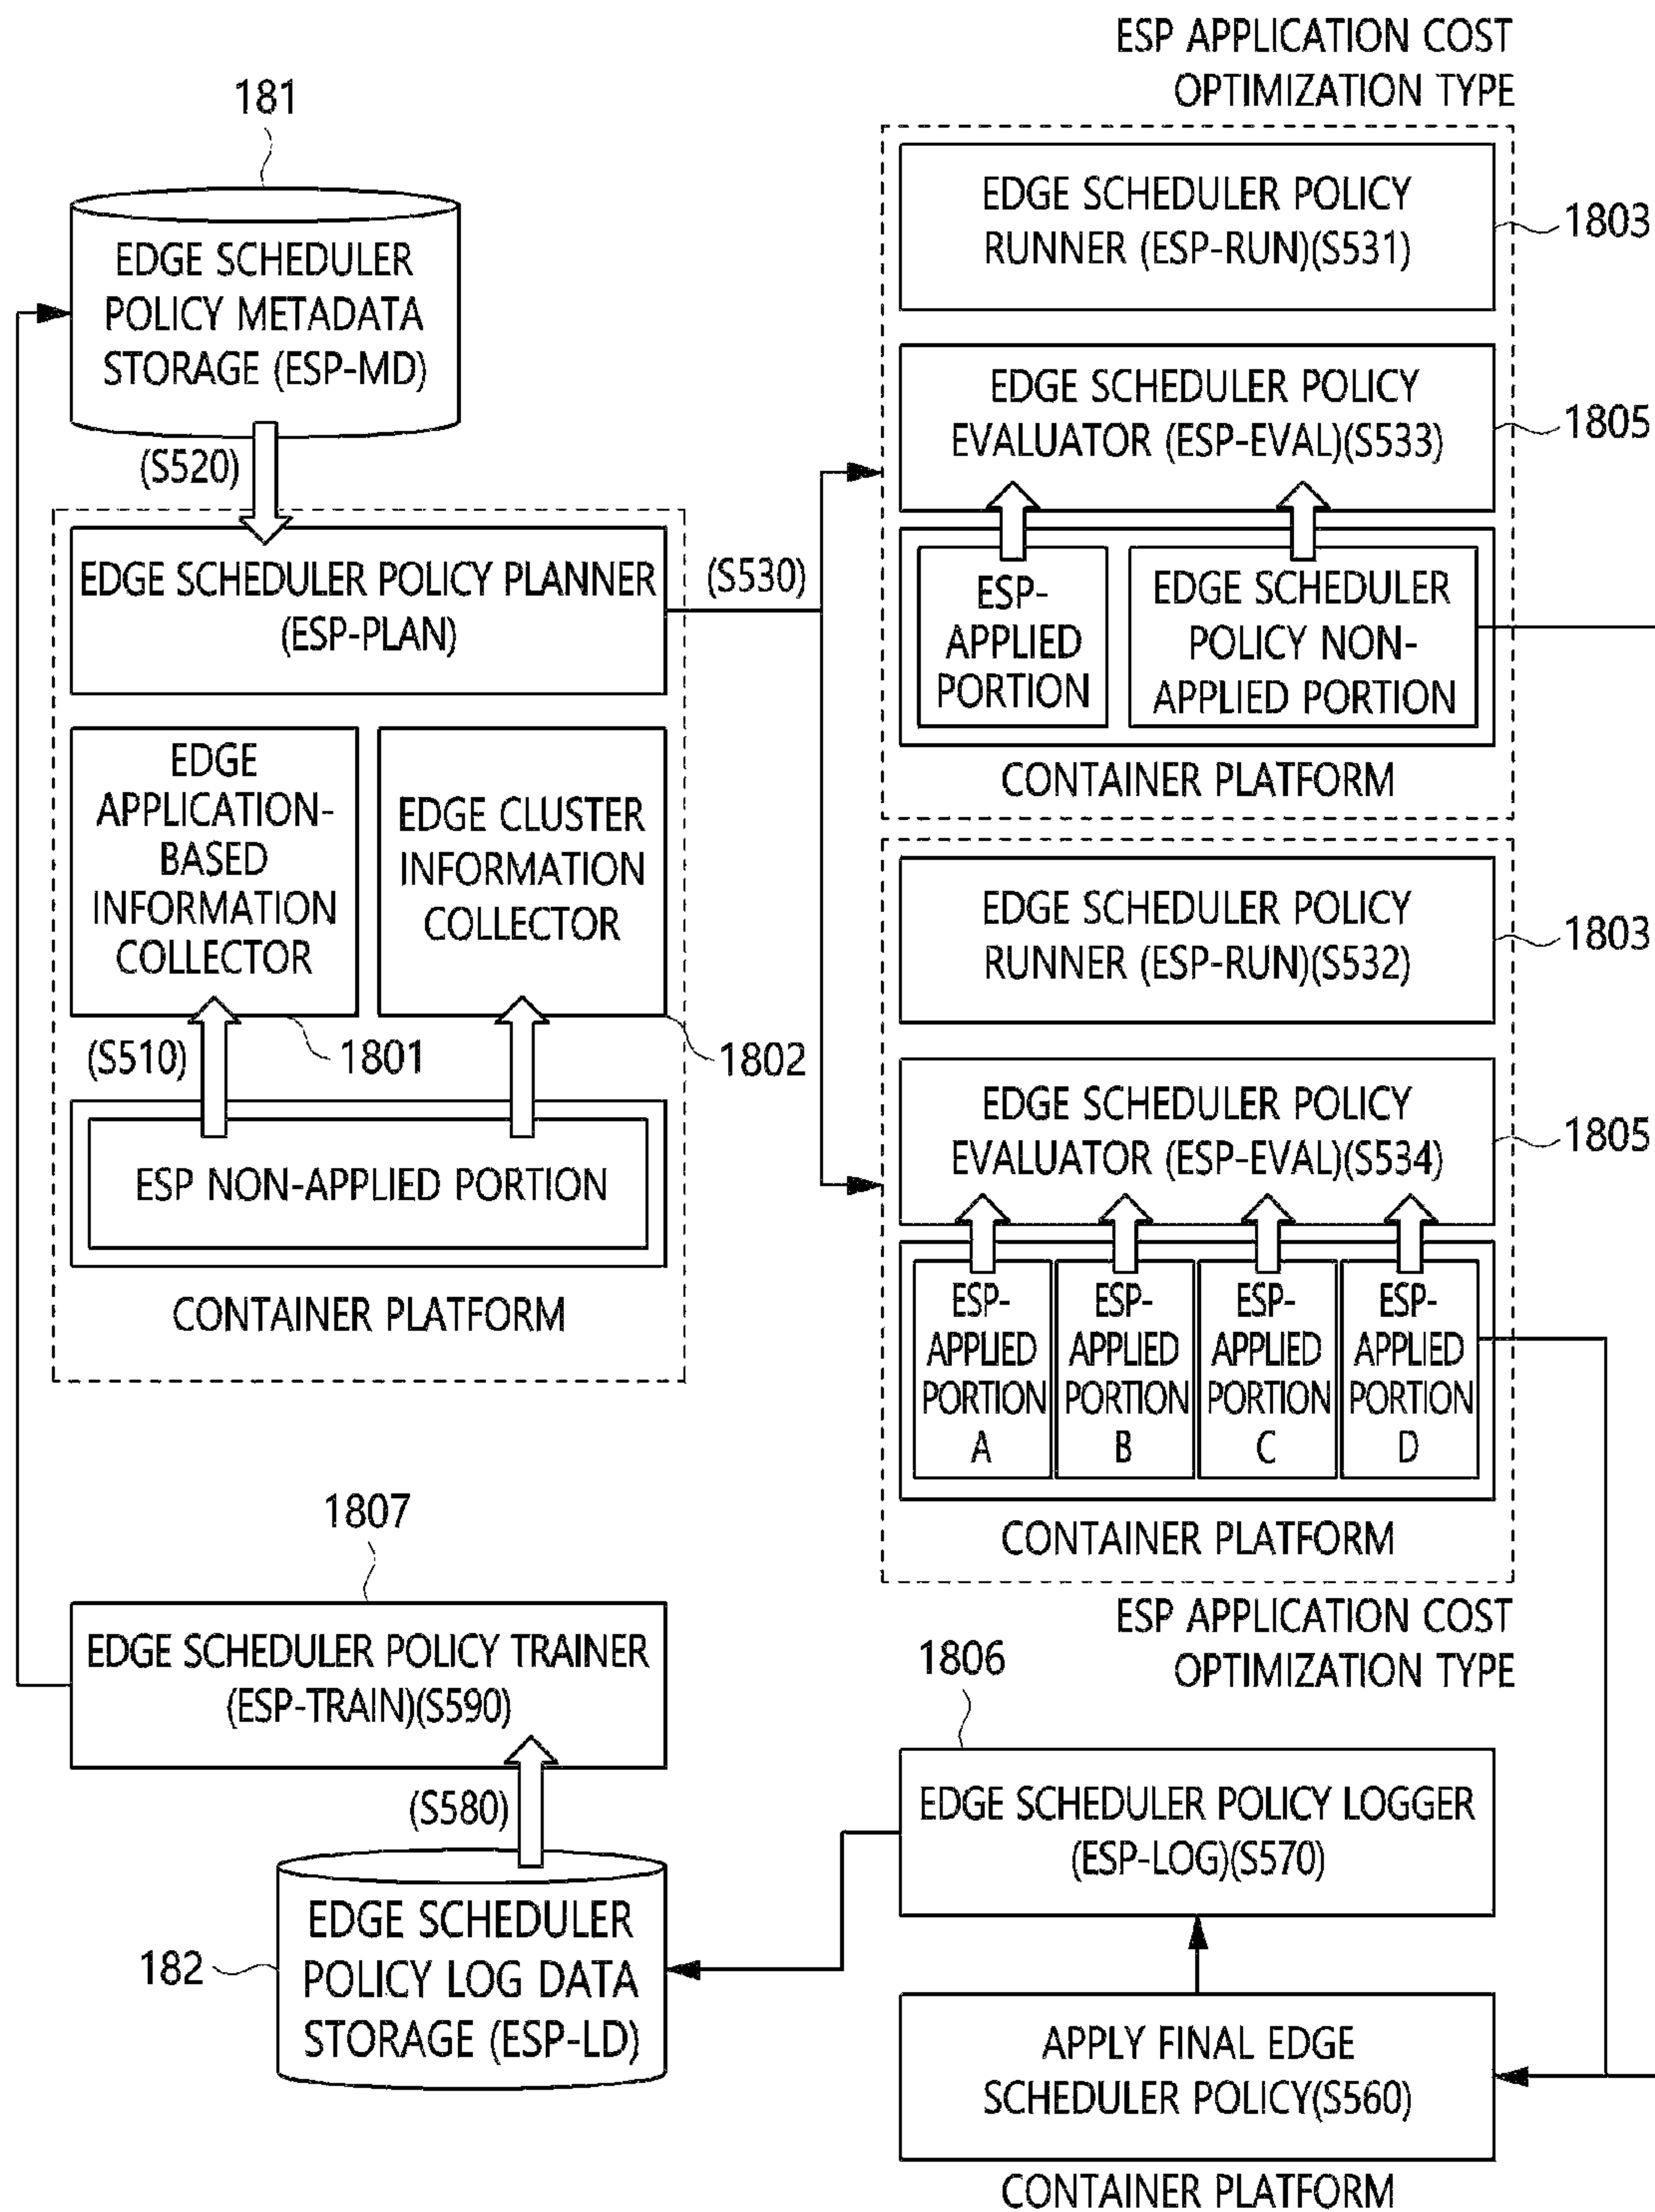 ESP APPLICATION COST
OPTIMIZATION TYPE
181
EDGE SCHEDULER
POLICY METADATA
STORAGE (ESP-MD)
(S520)
EDGE SCHEDULER POLICY PLANNER
(ESP-PLAN)
(S530)
EDGE
APPLICATION-
BASED
INFORMATION
COLLECTOR
EDGE CLUSTER
INFORMATION
COLLECTOR
(S510)
1801
1802
ESP NON-APPLIED PORTION
CONTAINER PLATFORM
EDGE SCHEDULER POLICY
RUNNER (ESP-RUN)(S531)
1803
EDGE SCHEDULER POLICY
EVALUATOR (ESP-EVAL)(S533)
1805
ESP-
APPLIED
PORTION
EDGE SCHEDULER
POLICY NON-
APPLIED PORTION
CONTAINER PLATFORM
EDGE SCHEDULER POLICY
RUNNER (ESP-RUN)(S532)
1803
EDGE SCHEDULER POLICY
EVALUATOR (ESP-EVAL)(S534)
1805
ESP-
APPLIED
PORTION
A
ESP-
APPLIED
PORTION
B
ESP-
APPLIED
PORTION
C
ESP-
APPLIED
PORTION
D
CONTAINER PLATFORM
ESP APPLICATION COST
OPTIMIZATION TYPE
1807
EDGE SCHEDULER POLICY TRAINER
(ESP-TRAIN)(S590)
(S580)
182
EDGE SCHEDULER
POLICY LOG DATA
STORAGE (ESP-LD)
1806
EDGE SCHEDULER POLICY LOGGER
(ESP-LOG)(S570)
APPLY FINAL EDGE
SCHEDULER POLICY(S560)
CONTAINER PLATFORM